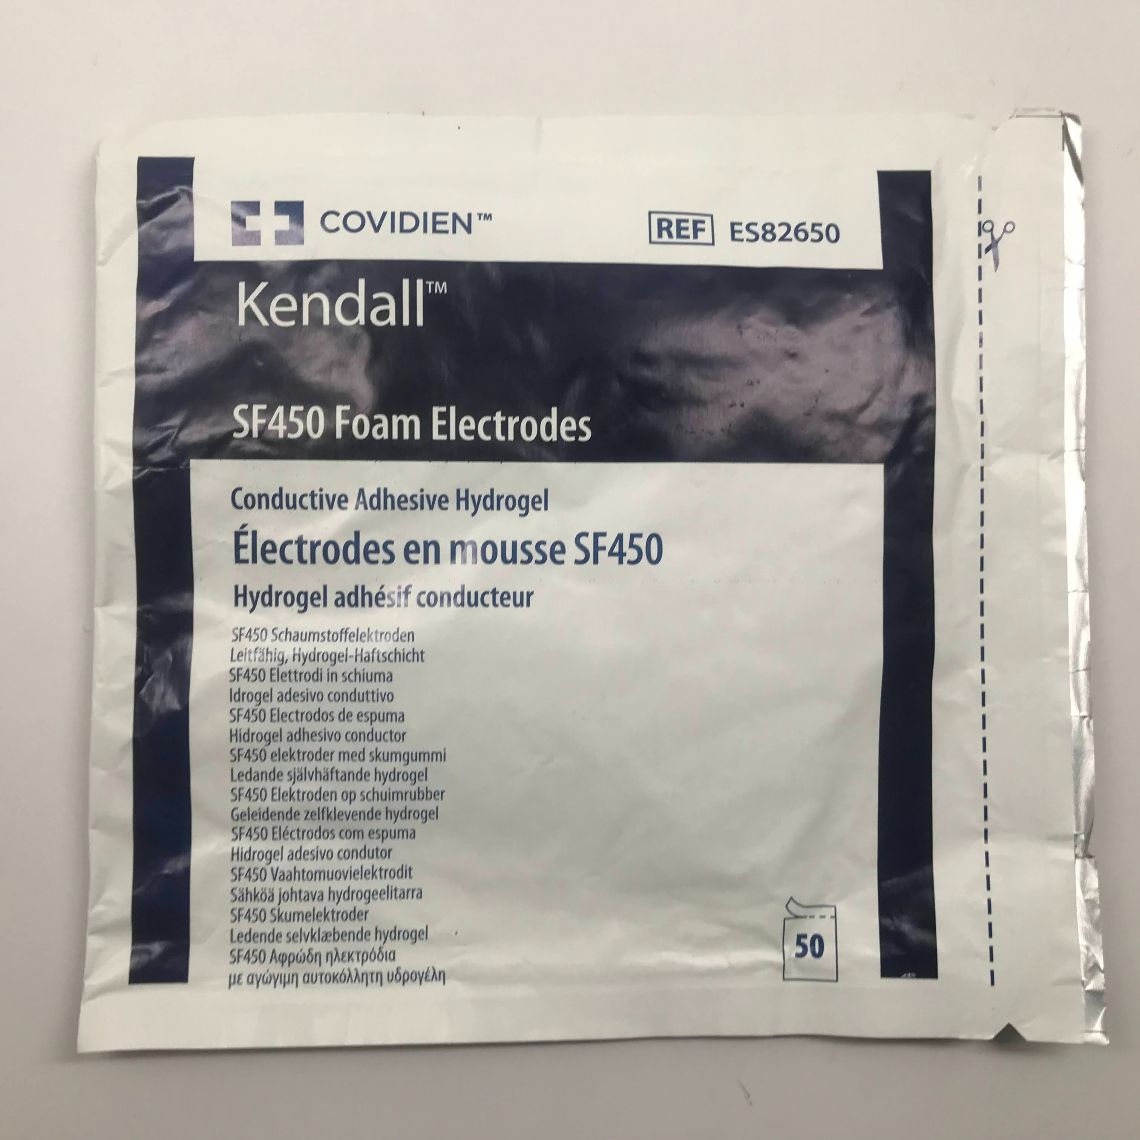 COVIDIEN™
REF ES82650
Kendall™
SF450 Foam Electrodes
Conductive Adhesive Hydrogel
Électrodes en mousse SF450
Hydrogel adhésif conducteur
SF450 Schaumstoffelektroden
Leitfähig, Hydrogel-Haftschicht
SF450 Elettrodi in schiuma
Idrogel adesivo conduttivo
SF450 Electrodos de espuma
Hidrogel adhesivo conductor
SF450 elektroder med skumgummi
Ledande självhäftande hydrogel
SF450 Elektroden op schuimrubber
Geleidende zelfklevende hydrogel
SF450 Eléctrodos com espuma
Hidrogel adesivo condutor
SF450 Vaahtomuovielektrodit
Sähköä johtava hydrogeelitarra
SF450 Skumelektroder
Ledende selvklæbende hydrogel
SF450 Αφρώδη ηλεκτρόδια
με αγώγιμη αυτοκόλλητη υδρογέλη
50